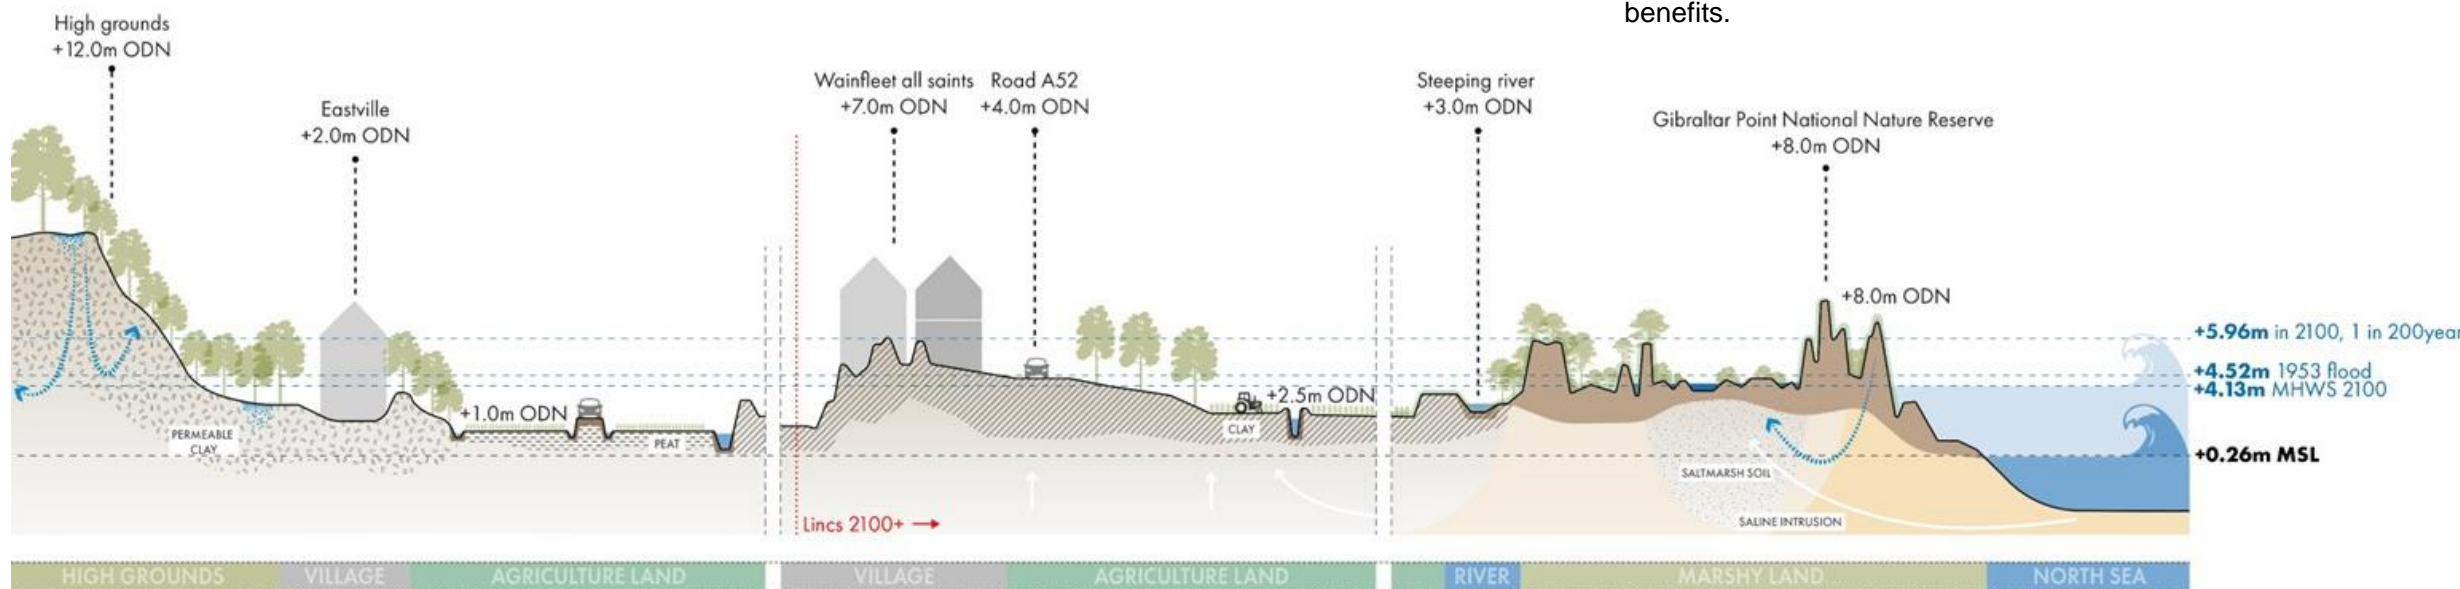 benefits.
High grounds
+12.0m ODN
Eastville
+2.0m ODN
Wainfleet all saints
+7.0m ODN
Road A52
+4.0m ODN
Steeping river
+3.0m ODN
Gibraltar Point National Nature Reserve
+8.0m ODN
+8.0m ODN
+5.96m in 2100, 1 in 200year
+4.52m 1953 flood
+4.13m MHWS 2100
+1.0m ODN
+2.5m ODN
PERMEABLE
CLAY
PEAT
CLAY
+0.26m MSL
SALTMARSH SOIL
SALINE INTRUSION
Lincs 2100+
HIGH GROUNDS
VILLAGE
AGRICULTURE LAND
VILLAGE
AGRICULTURE LAND
RIVER
MARSHY LAND
NORTH SEA